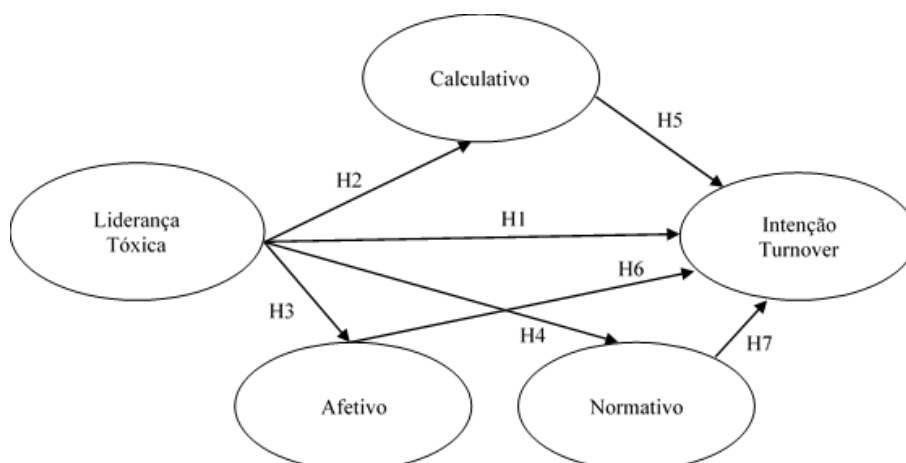 Calculativo
H5
H2
Liderança
Tóxica
H1
Intenção
Turnover
H6
H3
H4
H7
Afetivo
Normativo